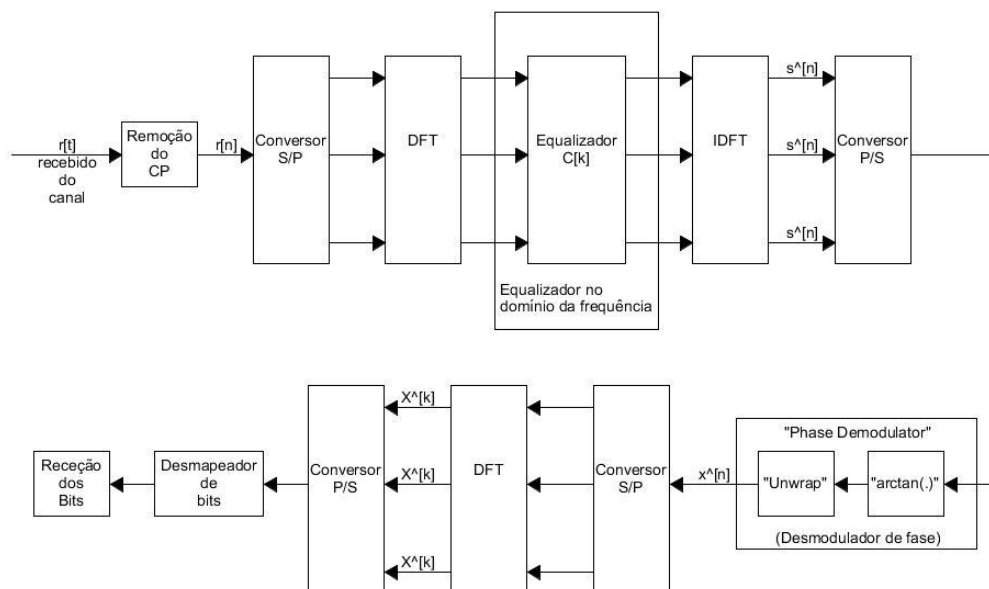 r[t]
recebido
do
canal
Remoção
do
CP
r[n]
Conversor
S/P
DFT
Equalizador
C[k]
Equalizador no
domínio da frequência
IDFT
s^[n]
s^[n]
s^[n]
Conversor
P/S
Receção
dos
Bits
Desmapeador
de
bits
Conversor
P/S
X^[k]
X^[k]
X^[k]
DFT
Conversor
S/P
x^[n]
"Phase Demodulator"
"Unwrap"
"arctan(.)"
(Desmodulador de fase)